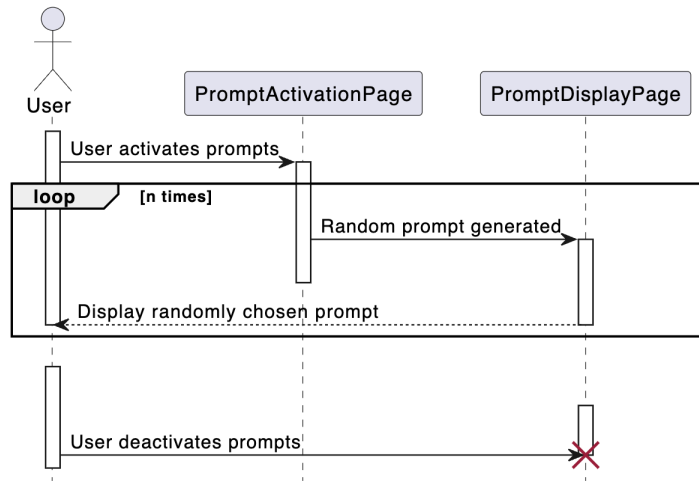 User
PromptActivationPage
PromptDisplayPage
User activates prompts
loop
[n times]
Random prompt generated
Display randomly chosen prompt
User deactivates prompts